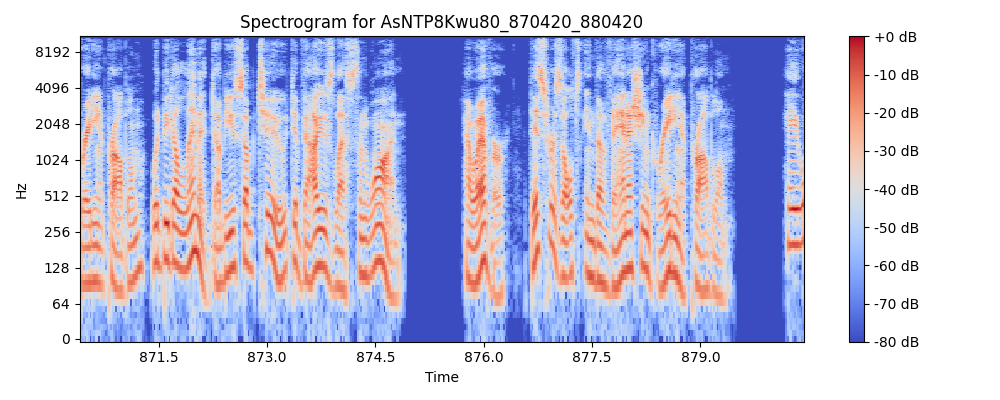 Spectrogram for AsNTP8Kwu80_870420_880420
Hz
8192
4096
2048
1024
512
256
128
64
0
871.5 873.0 874.5 876.0 877.5 879.0
Time
+0 dB
-10 dB
-20 dB
-30 dB
-40 dB
-50 dB
-60 dB
-70 dB
-80 dB